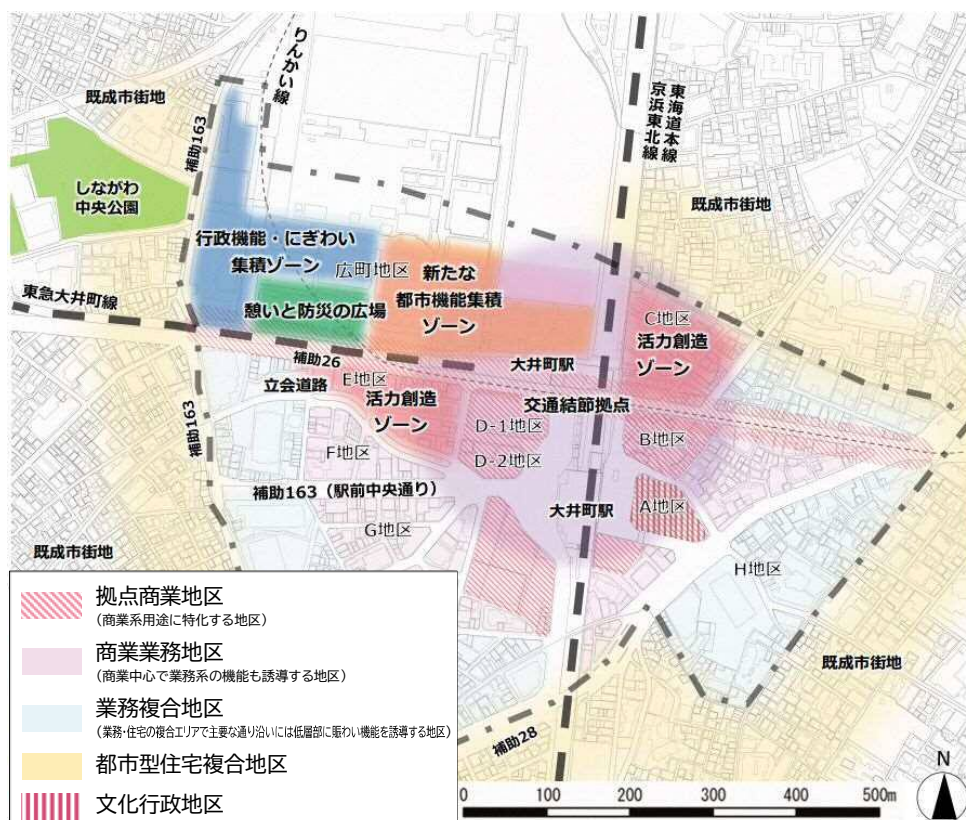 りんかい線
東海道本線
京浜東北線
既成市街地
補助163
しながわ
中央公園
既成市街地
行政機能・にぎわい
集積ゾーン
広町地区
新たな
都市機能集積
ゾーン
東急大井町線
憩いと防災の広場
C地区
活力創造
ゾーン
補助26
大井町駅
立会道路
E地区
活力創造
ゾーン
交通結節拠点
D-1地区
B地区
補助163
F地区
D-2地区
補助163（駅前中央通り）
大井町駅
A地区
G地区
既成市街地
H地区
既成市街地
補助28
拠点商業地区
（商業系用途に特化する地区）
商業業務地区
（商業中心で業務系の機能も誘導する地区）
業務複合地区
（業務・住宅の複合エリアで主要な通り沿いには低層部に賑わい機能を誘導する地区）
都市型住宅複合地区
文化行政地区
N
0 100 200 300 400 500m